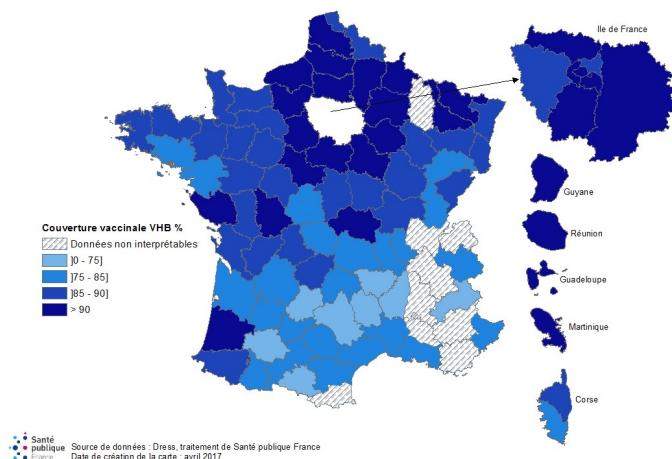 Ile de France
Guyane
Réunion
Guadeloupe
Martinique
Corse
Couverture vaccinale VHB %
Données non interprétables
]0 - 75]
]75 - 85]
]85 - 90]
> 90
Santé
publique
France
Source de données : Dress, traitement de Santé publique France
Date de création de la carte : avril 2017